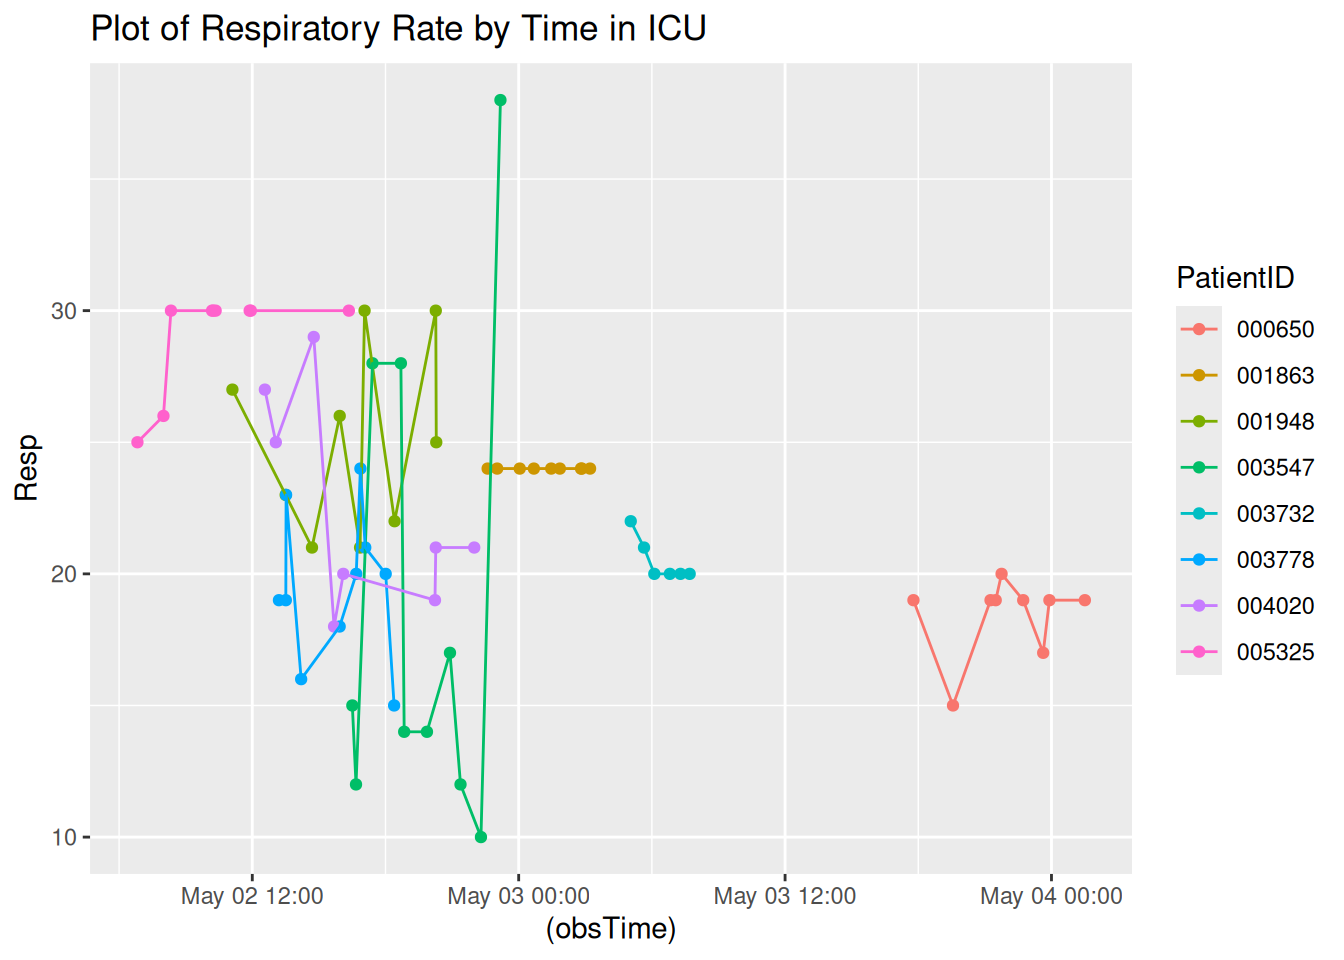 Plot of Respiratory Rate by Time in ICU
Resp
30
20
10
May 02 12:00
May 03 00:00
May 03 12:00
May 04 00:00
(obsTime)
PatientID
000650
001863
001948
003547
003732
003778
004020
005325